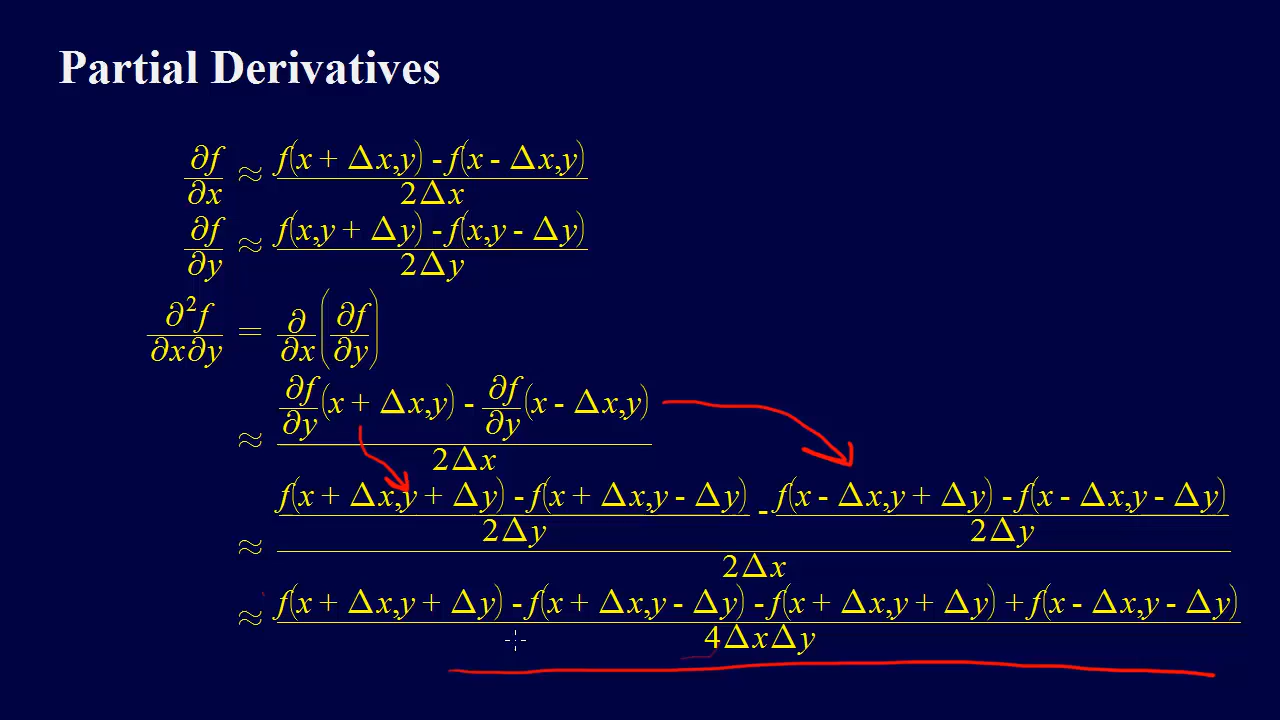 Partial Derivatives
∂f/∂x ≈ (f(x + Δx,y) - f(x - Δx,y))/(2Δx)
∂f/∂y ≈ (f(x,y + Δy) - f(x,y - Δy))/(2Δy)
∂²f/∂x∂y = ∂/∂x(∂f/∂y)
≈ (∂f/∂y(x + Δx,y) - ∂f/∂y(x - Δx,y))/(2Δx)
≈ ((f(x + Δx,y + Δy) - f(x + Δx,y - Δy))/(2Δy) - (f(x - Δx,y + Δy) - f(x - Δx,y - Δy))/(2Δy))/(2Δx)
≈ (f(x + Δx,y + Δy) - f(x + Δx,y - Δy) - f(x + Δx,y + Δy) + f(x - Δx,y - Δy))/(4ΔxΔy)